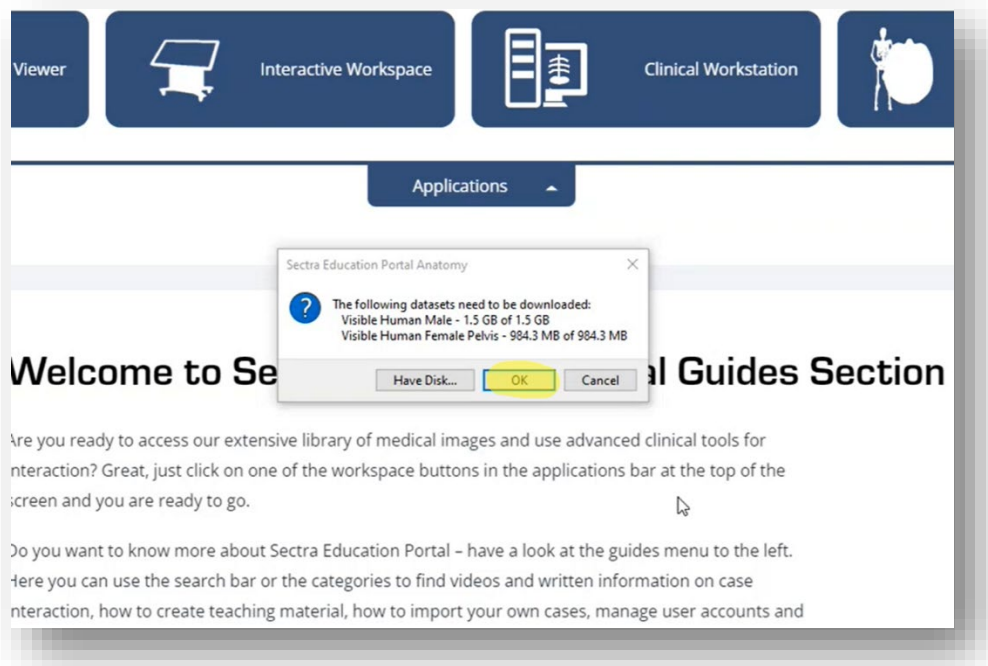 Viewer
Interactive Workspace
Clinical Workstation
Applications
Sectra Education Portal Anatomy
?
The following datasets need to be downloaded:
Visible Human Male - 1.5 GB of 1.5 GB
Visible Human Female Pelvis - 984.3 MB of 984.3 MB
Have Disk... OK Cancel
Welcome to Se al Guides Section
Are you ready to access our extensive library of medical images and use advanced clinical tools for
interaction? Great, just click on one of the workspace buttons in the applications bar at the top of the
screen and you are ready to go.
Do you want to know more about Sectra Education Portal – have a look at the guides menu to the left.
Here you can use the search bar or the categories to find videos and written information on case
interaction, how to create teaching material, how to import your own cases, manage user accounts and